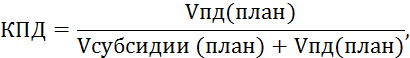 КПД = Vпд(план) / Vсубсидии (план) + Vпд(план),